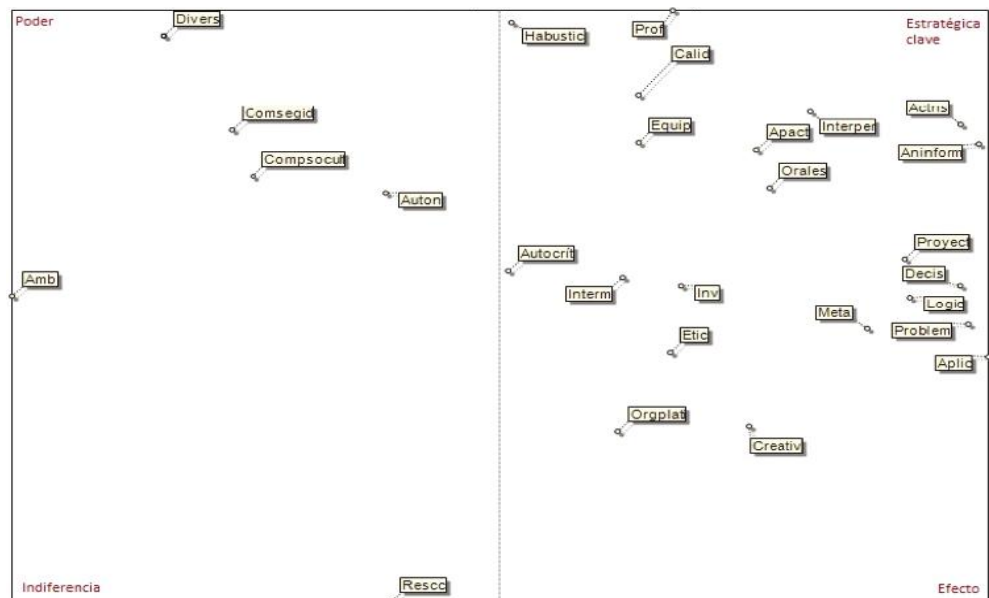 Poder
Divers
Habustic
Prof
Estratégica
clave
Calid
Comsegid
Equip
Apact
Interper
Actris
Aninform
Compsocult
Orales
Auton
Autocrít
Proyect
Amb
Interm
Inv
Decis
Logic
Meta
Problem
Etic
Aplic
Orgplati
Creativ
Indiferencia
Rescc
Efecto